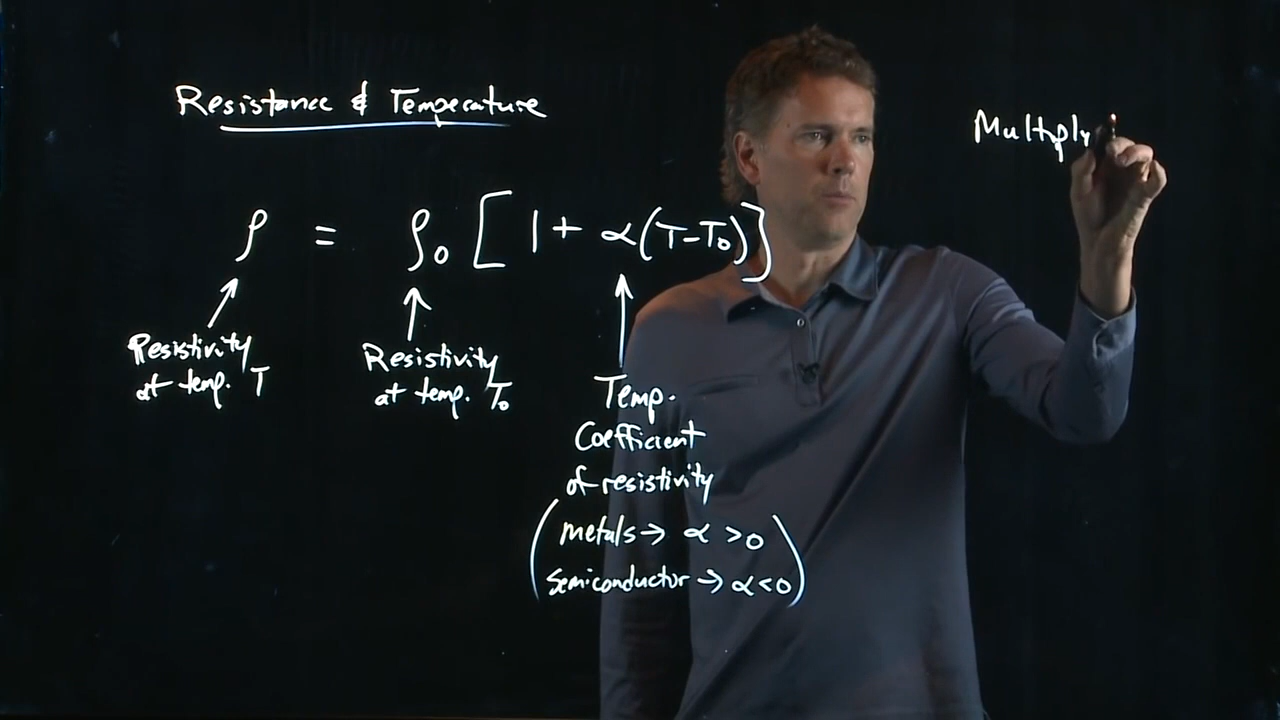 Resistance & Temperature
Multiply
ρ = ρ₀ [ 1 + α(T-T₀)]
Resistivity
at temp. T
Resistivity
at temp. T₀
Temp.
Coefficient
of resistivity
(metals → α >0
semiconductor → α<0)